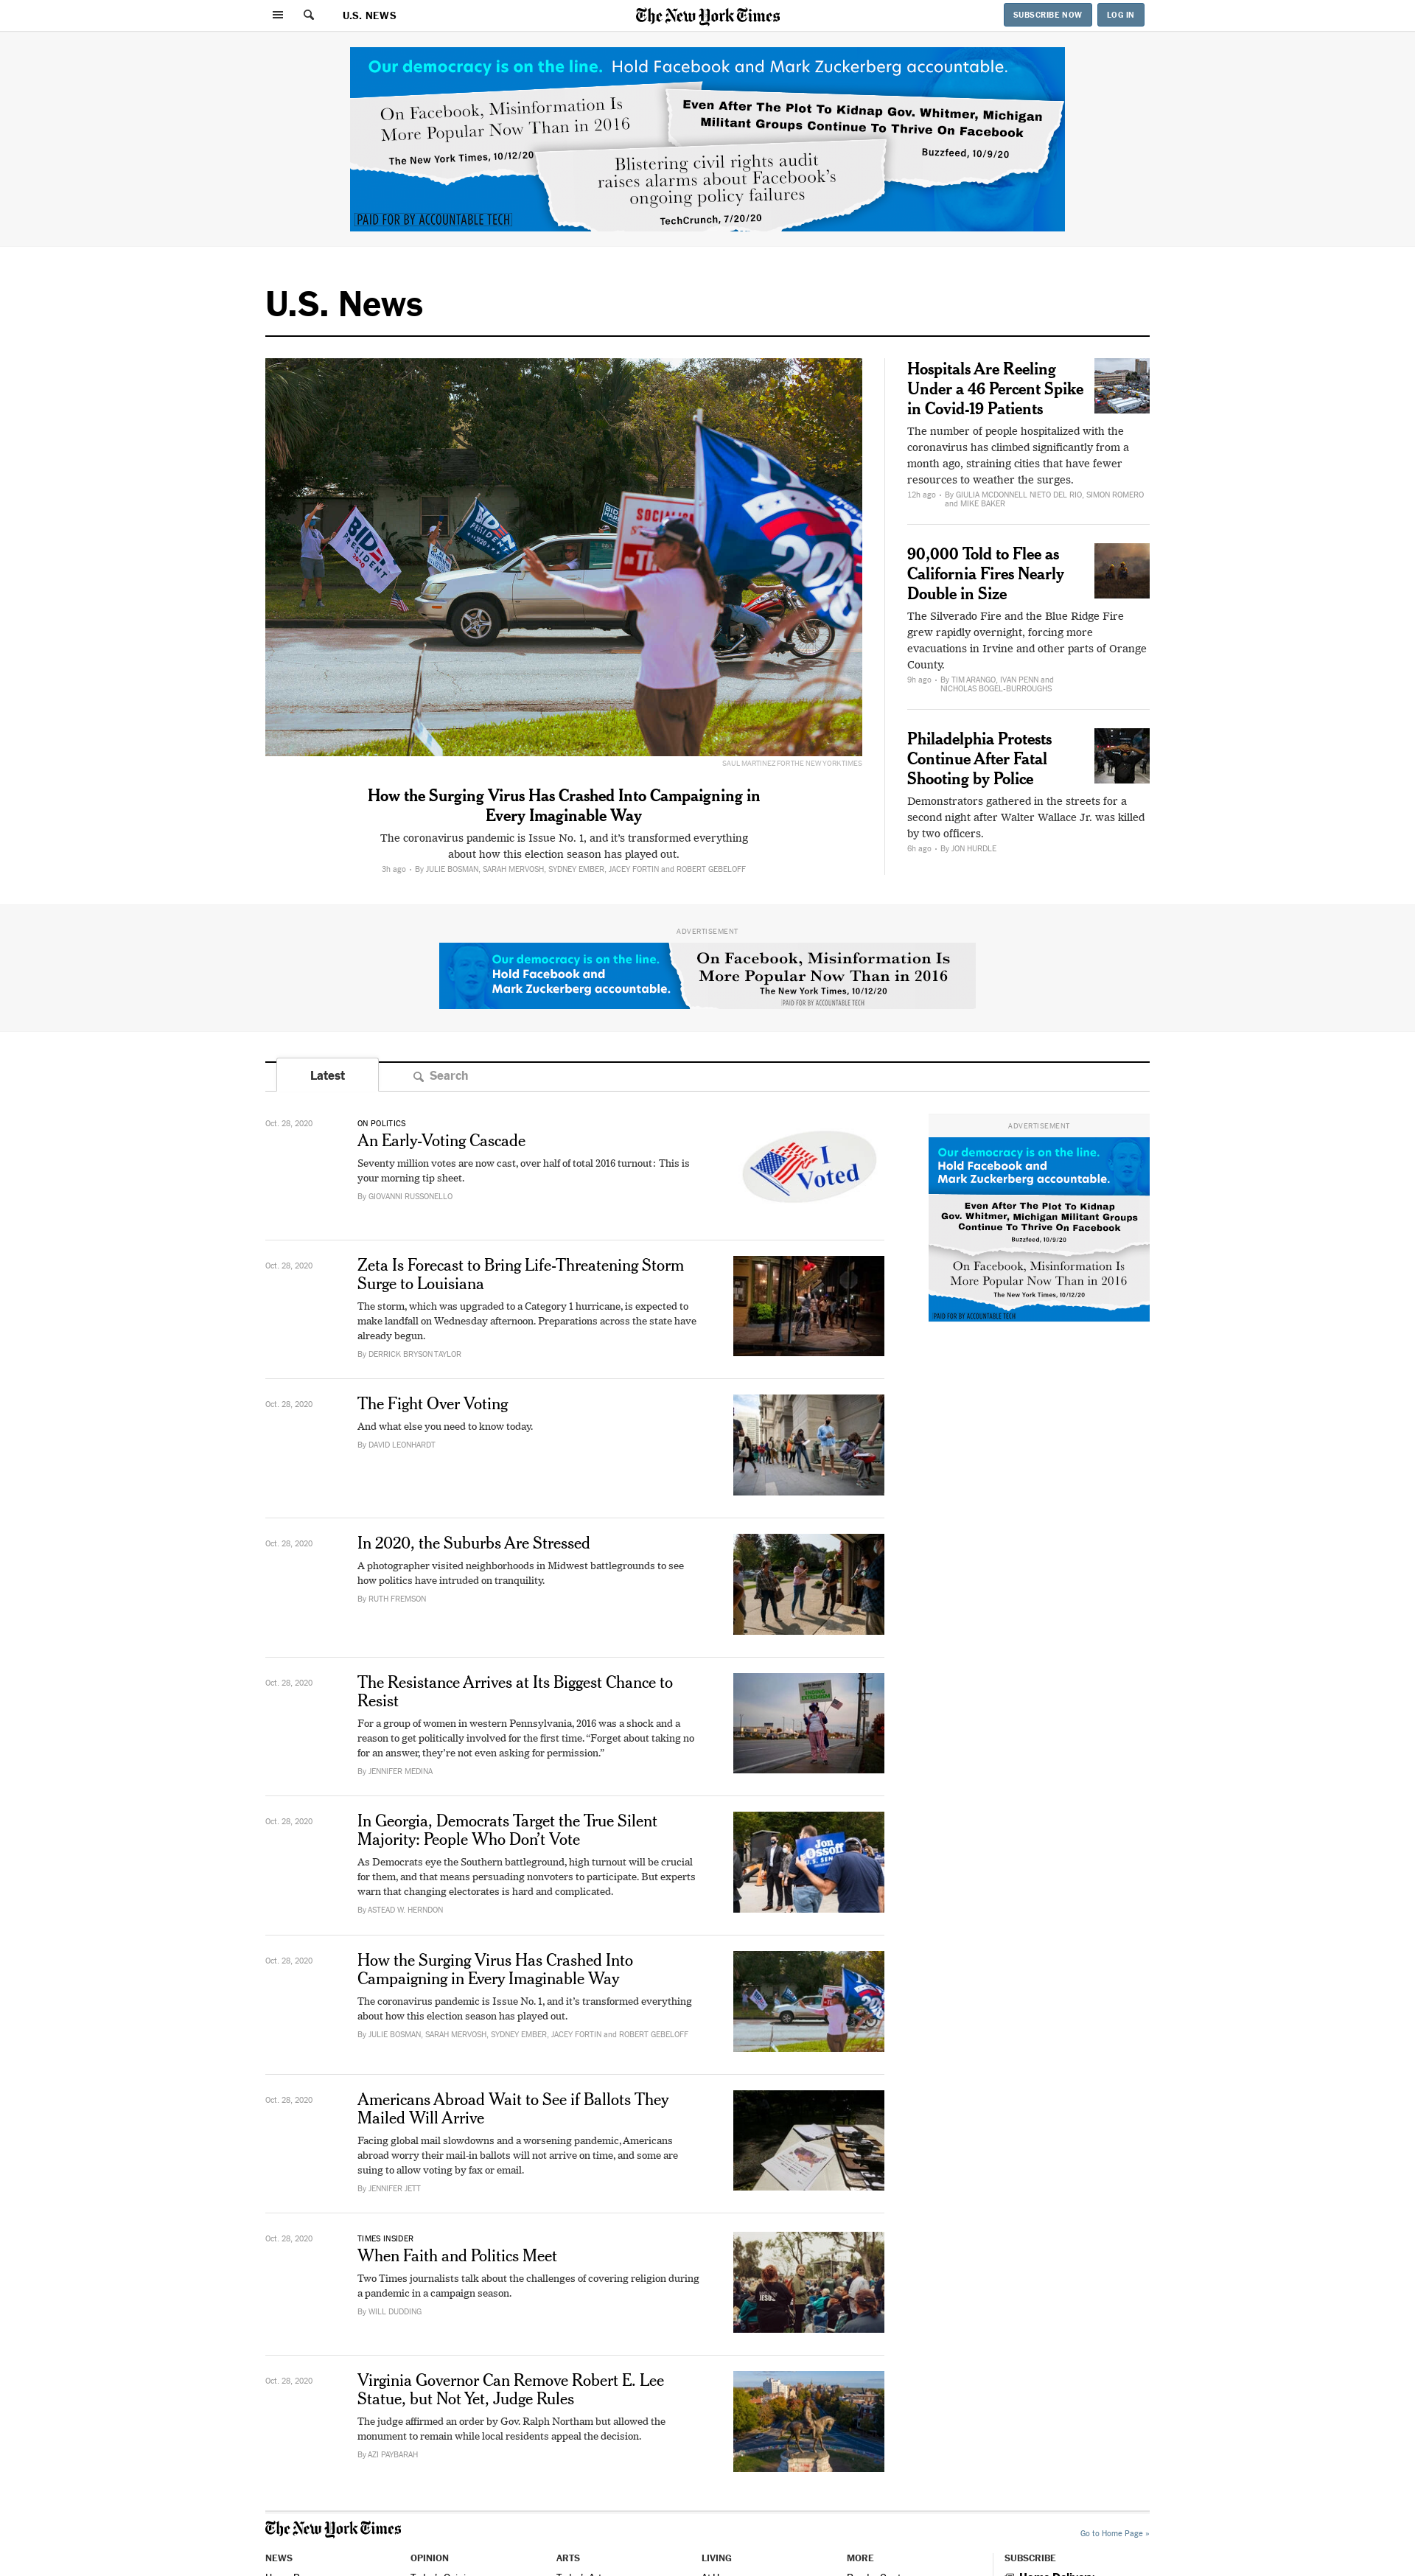 U.S. NEWS
The New York Times
SUBSCRIBE NOW
LOG IN
Our democracy is on the line. Hold Facebook and Mark Zuckerberg accountable.
On Facebook, Misinformation Is
More Popular Now Than in 2016
The New York Times, 10/12/20
Even After The Plot To Kidnap Gov. Whitmer, Michigan
Militant Groups Continue To Thrive On Facebook
Buzzfeed, 10/9/20
Blistering civil rights audit
raises alarms about Facebook's
ongoing policy failures
TechCrunch, 7/20/20
PAID FOR BY ACCOUNTABLE TECH
U.S. News
BIDEN
PRESIDENT
BIDEN
PRESIDENT
SOCIALISM
SAUL MARTINEZ FOR THE NEW YORK TIMES
How the Surging Virus Has Crashed Into Campaigning in
Every Imaginable Way
The coronavirus pandemic is Issue No. 1, and it's transformed everything
about how this election season has played out.
3h ago • By JULIE BOSMAN, SARAH MERVOSH, SYDNEY EMBER, JACEY FORTIN and ROBERT GEBELOFF
Hospitals Are Reeling
Under a 46 Percent Spike
in Covid-19 Patients
The number of people hospitalized with the
coronavirus has climbed significantly from a
month ago, straining cities that have fewer
resources to weather the surges.
12h ago • By GIULIA MCDONNELL NIETO DEL RIO, SIMON ROMERO
and MIKE BAKER
90,000 Told to Flee as
California Fires Nearly
Double in Size
The Silverado Fire and the Blue Ridge Fire
grew rapidly overnight, forcing more
evacuations in Irvine and other parts of Orange
County.
9h ago • By TIM ARANGO, IVAN PENN and
NICHOLAS BOGEL-BURROUGHS
Philadelphia Protests
Continue After Fatal
Shooting by Police
Demonstrators gathered in the streets for a
second night after Walter Wallace Jr. was killed
by two officers.
6h ago • By JON HURDLE
ADVERTISEMENT
Our democracy is on the line.
Hold Facebook and
Mark Zuckerberg accountable.
On Facebook, Misinformation Is
More Popular Now Than in 2016
The New York Times, 10/12/20
PAID FOR BY ACCOUNTABLE TECH
Latest
Search
Oct. 28, 2020
ON POLITICS
An Early-Voting Cascade
Seventy million votes are now cast, over half of total 2016 turnout: This is
your morning tip sheet.
By GIOVANNI RUSSONELLO
I
Voted
ADVERTISEMENT
Our democracy is on the line.
Hold Facebook and
Mark Zuckerberg accountable.
Even After The Plot To Kidnap
Gov. Whitmer, Michigan Militant Groups
Continue To Thrive On Facebook
Buzzfeed, 10/9/20
On Facebook, Misinformation Is
More Popular Now Than in 2016
The New York Times, 10/12/20
PAID FOR BY ACCOUNTABLE TECH
Oct. 28, 2020
Zeta Is Forecast to Bring Life-Threatening Storm
Surge to Louisiana
The storm, which was upgraded to a Category 1 hurricane, is expected to
make landfall on Wednesday afternoon. Preparations across the state have
already begun.
By DERRICK BRYSON TAYLOR
Oct. 28, 2020
The Fight Over Voting
And what else you need to know today.
By DAVID LEONHARDT
Oct. 28, 2020
In 2020, the Suburbs Are Stressed
A photographer visited neighborhoods in Midwest battlegrounds to see
how politics have intruded on tranquility.
By RUTH FREMSON
Oct. 28, 2020
The Resistance Arrives at Its Biggest Chance to
Resist
For a group of women in western Pennsylvania, 2016 was a shock and a
reason to get politically involved for the first time. “Forget about taking no
for an answer, they're not even asking for permission.”
By JENNIFER MEDINA
ENDING
EXTREMISM
Oct. 28, 2020
In Georgia, Democrats Target the True Silent
Majority: People Who Don't Vote
As Democrats eye the Southern battleground, high turnout will be crucial
for them, and that means persuading nonvoters to participate. But experts
warn that changing electorates is hard and complicated.
By ASTEAD W. HERNDON
Jon
Ossoff
U.S. SEN
Oct. 28, 2020
How the Surging Virus Has Crashed Into
Campaigning in Every Imaginable Way
The coronavirus pandemic is Issue No. 1, and it's transformed everything
about how this election season has played out.
By JULIE BOSMAN, SARAH MERVOSH, SYDNEY EMBER, JACEY FORTIN and ROBERT GEBELOFF
Oct. 28, 2020
Americans Abroad Wait to See if Ballots They
Mailed Will Arrive
Facing global mail slowdowns and a worsening pandemic, Americans
abroad worry their mail-in ballots will not arrive on time, and some are
suing to allow voting by fax or email.
By JENNIFER JETT
Oct. 28, 2020
TIMES INSIDER
When Faith and Politics Meet
Two Times journalists talk about the challenges of covering religion during
a pandemic in a campaign season.
By WILL DUDDING
JESUS
Oct. 28, 2020
Virginia Governor Can Remove Robert E. Lee
Statue, but Not Yet, Judge Rules
The judge affirmed an order by Gov. Ralph Northam but allowed the
monument to remain while local residents appeal the decision.
By AZI PAYBARAH
The New York Times
Go to Home Page »
NEWS
OPINION
ARTS
LIVING
MORE
SUBSCRIBE